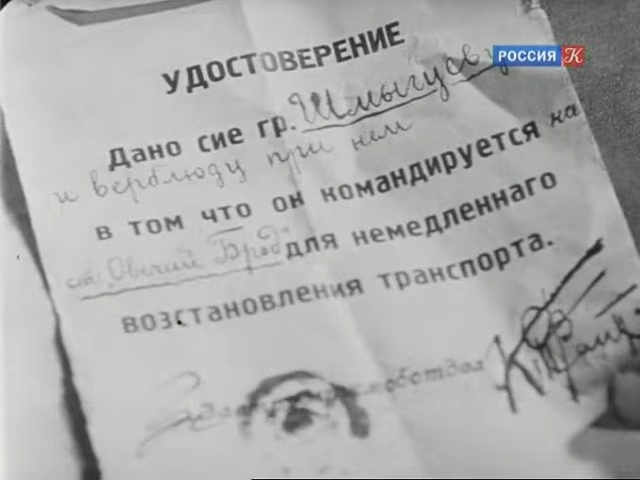 РОССИЯ К
УДОСТОВЕРЕНИЕ
Дано сие гр. Шмыгуеву
и верблюду при нем
в том что он командируется на
ст. „Овечий Брод" для немедленнаго
возстановления транспорта.